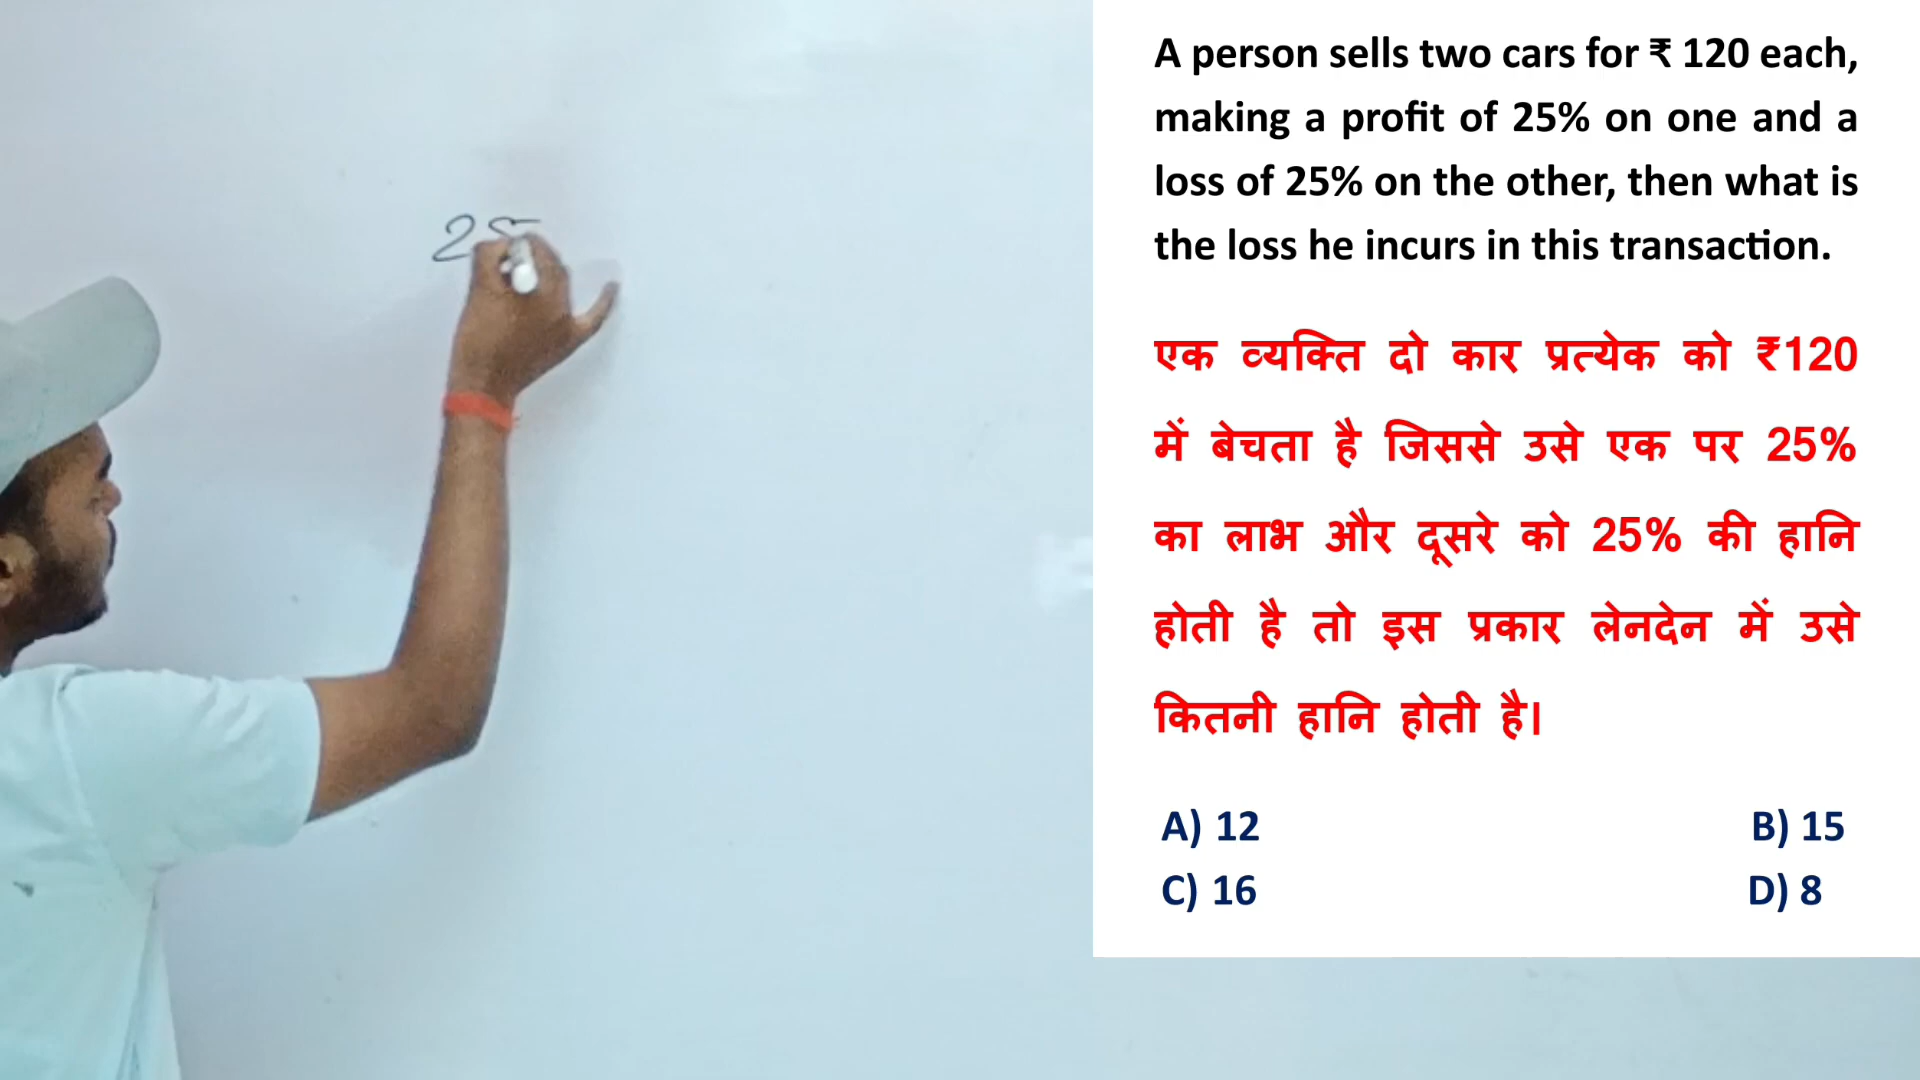 25
A person sells two cars for ₹ 120 each,
making a profit of 25% on one and a
loss of 25% on the other, then what is
the loss he incurs in this transaction.
एक व्यक्ति दो कार प्रत्येक को ₹120
में बेचता है जिससे उसे एक पर 25%
का लाभ और दूसरे को 25% की हानि
होती है तो इस प्रकार लेनदेन में उसे
कितनी हानि होती है।
A) 12 B) 15
C) 16 D) 8